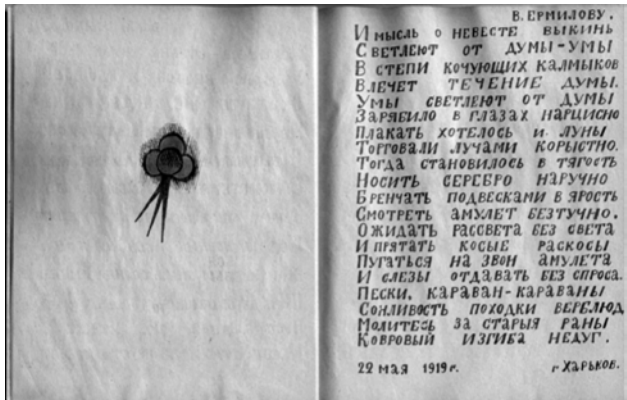 В. ЕРМИЛОВУ.
И мысль о невесте выкинь
Светлеют от думы-умы
В степи кочующих калмыков
Влечет течение думы.
Умы светлеют от думы
Зарябило в глазах нарцисно
Плакать хотелось и луны
Торговали лучами корыстно.
Тогда становилось в тягость
Носить серебро наручно
Бренчать подвесками в ярость
Смотреть амулет безтучно.
Ожидать рассвета без света
И прятать косые раскосы
Пугаться на звон амулета
И слезы отдавать без спроса.
Пески, караван-караваны
Сонливость походки верблюд
Молитесь за старыя раны
Ковровый изгиба недуг.
22 мая 1919 г. г. Харьков.